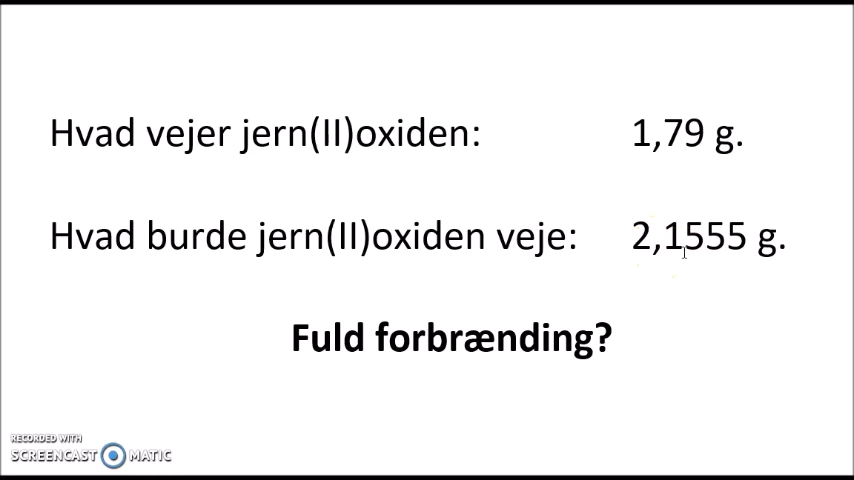 Hvad vejer jern(II)oxiden: 1,79 g.
Hvad burde jern(II)oxiden veje: 2,1555 g.
Fuld forbrænding?
RECORDED WITH
SCREENCAST MATIC